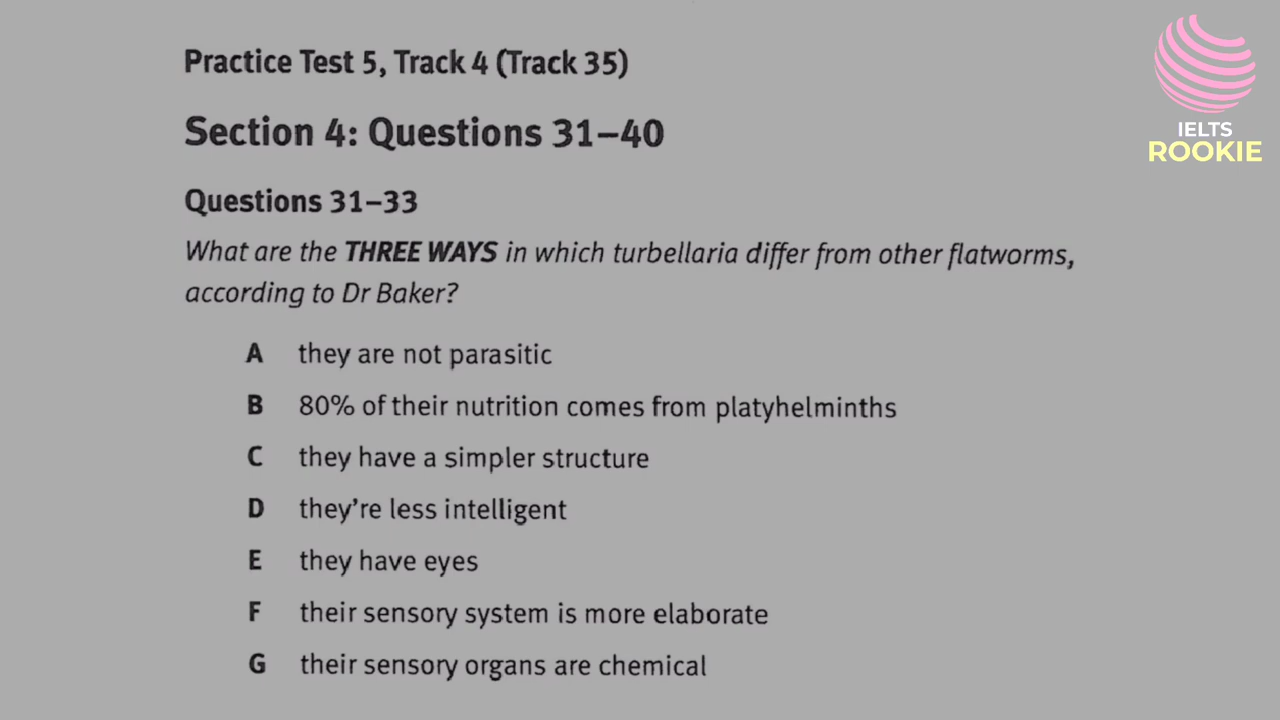 Practice Test 5, Track 4 (Track 35)
IELTS
ROOKIE
Section 4: Questions 31–40
Questions 31–33
What are the THREE WAYS in which turbellaria differ from other flatworms,
according to Dr Baker?
A they are not parasitic
B 80% of their nutrition comes from platyhelminths
C they have a simpler structure
D they're less intelligent
E they have eyes
F their sensory system is more elaborate
G their sensory organs are chemical